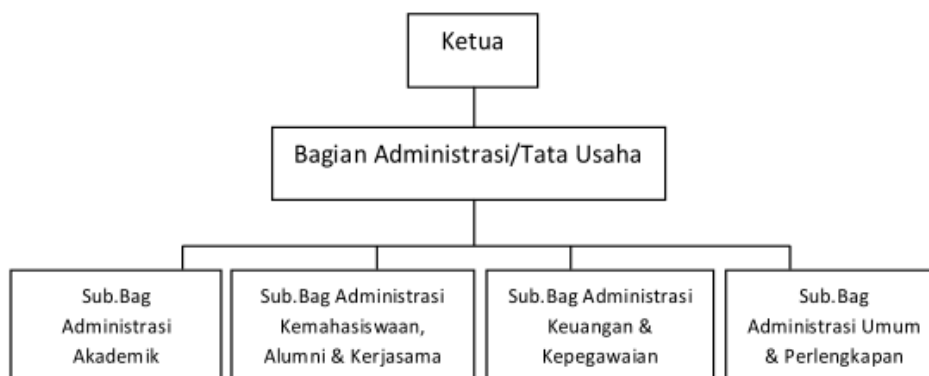 Ketua
Bagian Administrasi/Tata Usaha
Sub.Bag
Administrasi
Akademik
Sub.Bag Administrasi
Kemahasiswaan,
Alumni & Kerjasama
Sub.Bag Administrasi
Keuangan &
Kepegawaian
Sub.Bag
Administrasi Umum
& Perlengkapan